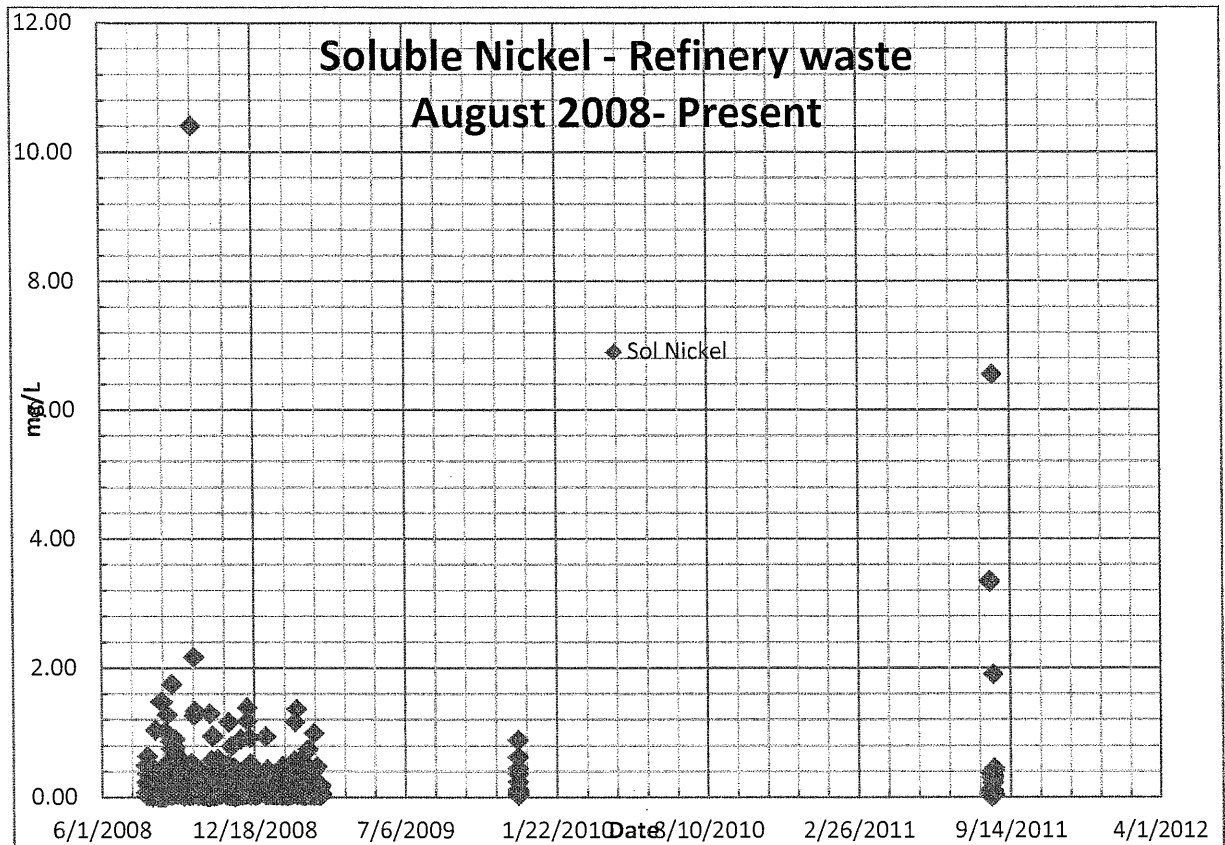 Soluble Nickel - Refinery waste
August 2008- Present
12.00
10.00
8.00
6.00
4.00
2.00
0.00
mg/L
Sol Nickel
6/1/2008 12/18/2008 7/6/2009 1/22/2010 8/10/2010 2/26/2011 9/14/2011 4/1/2012
Date